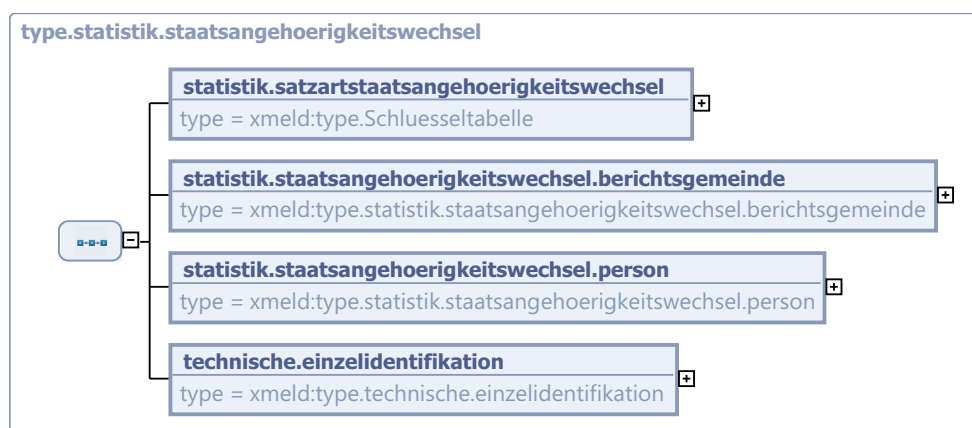 type.statistik.staatsangehoerigkeitswechsel
statistik.satzartstaatsangehoerigkeitswechsel
type = xmeld:type.Schluesseltabelle
statistik.staatsangehoerigkeitswechsel.berichtsgemeinde
type = xmeld:type.statistik.staatsangehoerigkeitswechsel.berichtsgemeinde
statistik.staatsangehoerigkeitswechsel.person
type = xmeld:type.statistik.staatsangehoerigkeitswechsel.person
technische.einzelidentifikation
type = xmeld:type.technische.einzelidentifikation